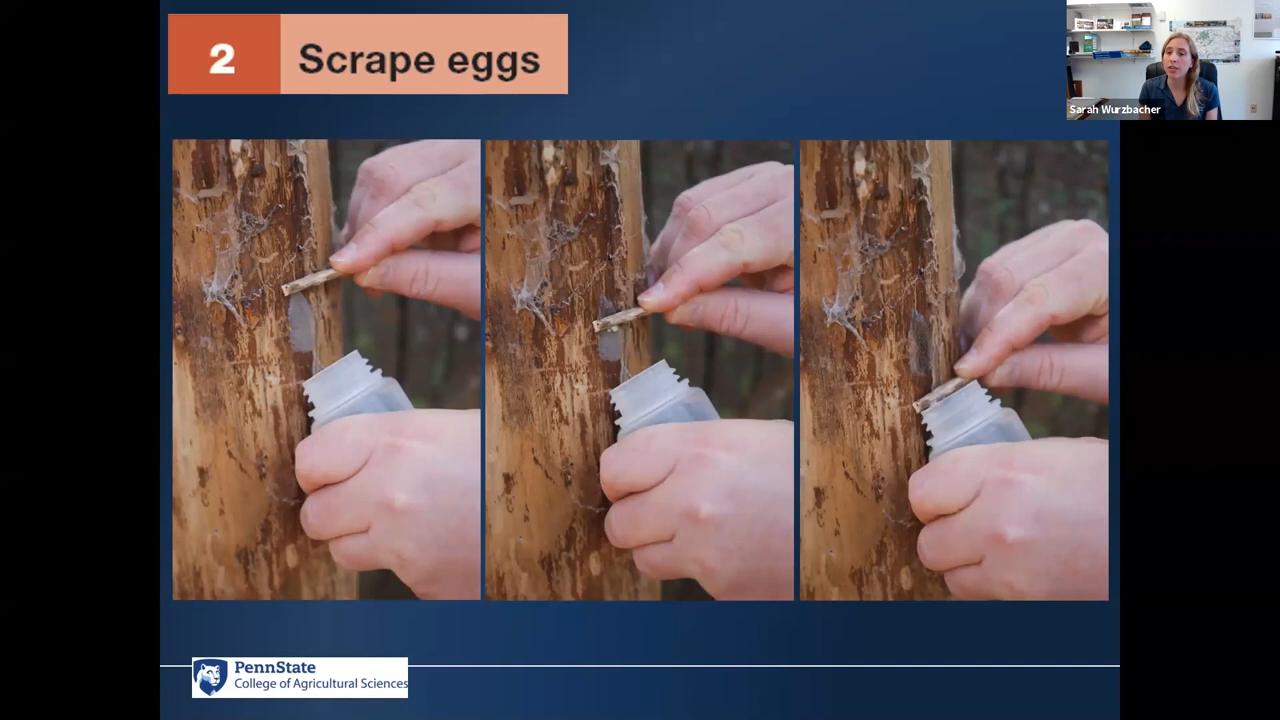 2 Scrape eggs
Sarah Wurzbacher
PennState
College of Agricultural Sciences